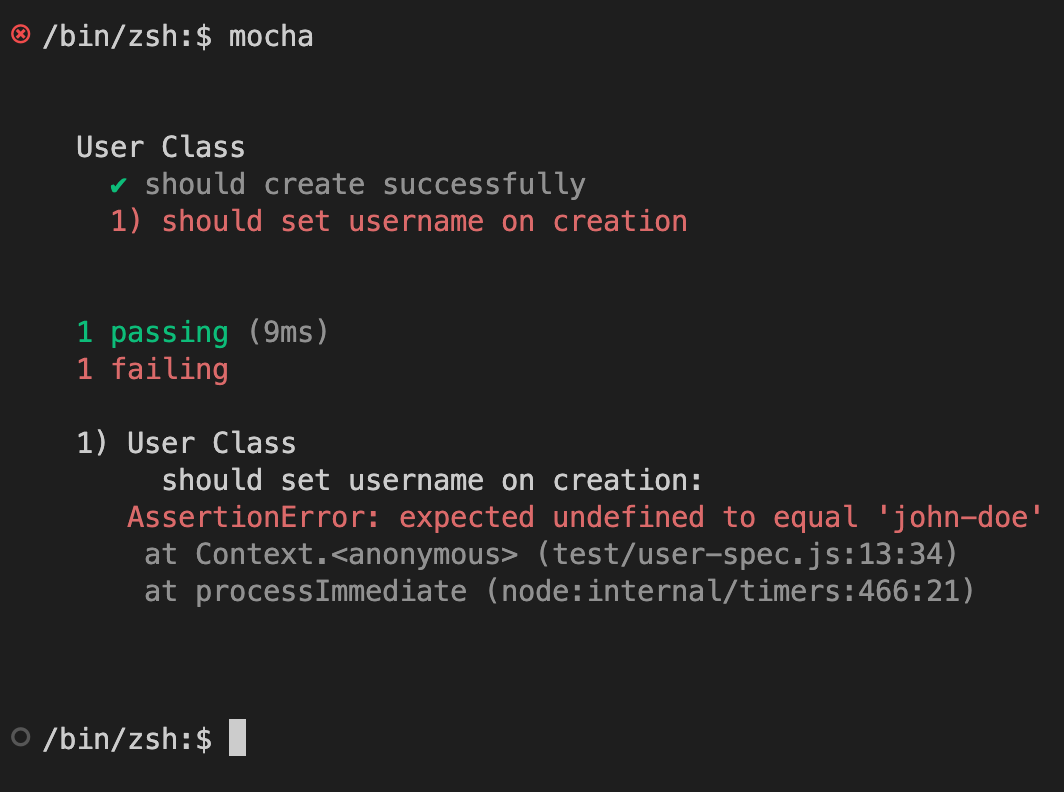 /bin/zsh:$ mocha
User Class
✔ should create successfully
1) should set username on creation
1 passing (9ms)
1 failing
1) User Class
should set username on creation:
AssertionError: expected undefined to equal 'john-doe'
at Context.<anonymous> (test/user-spec.js:13:34)
at processImmediate (node:internal/timers:466:21)
/bin/zsh:$